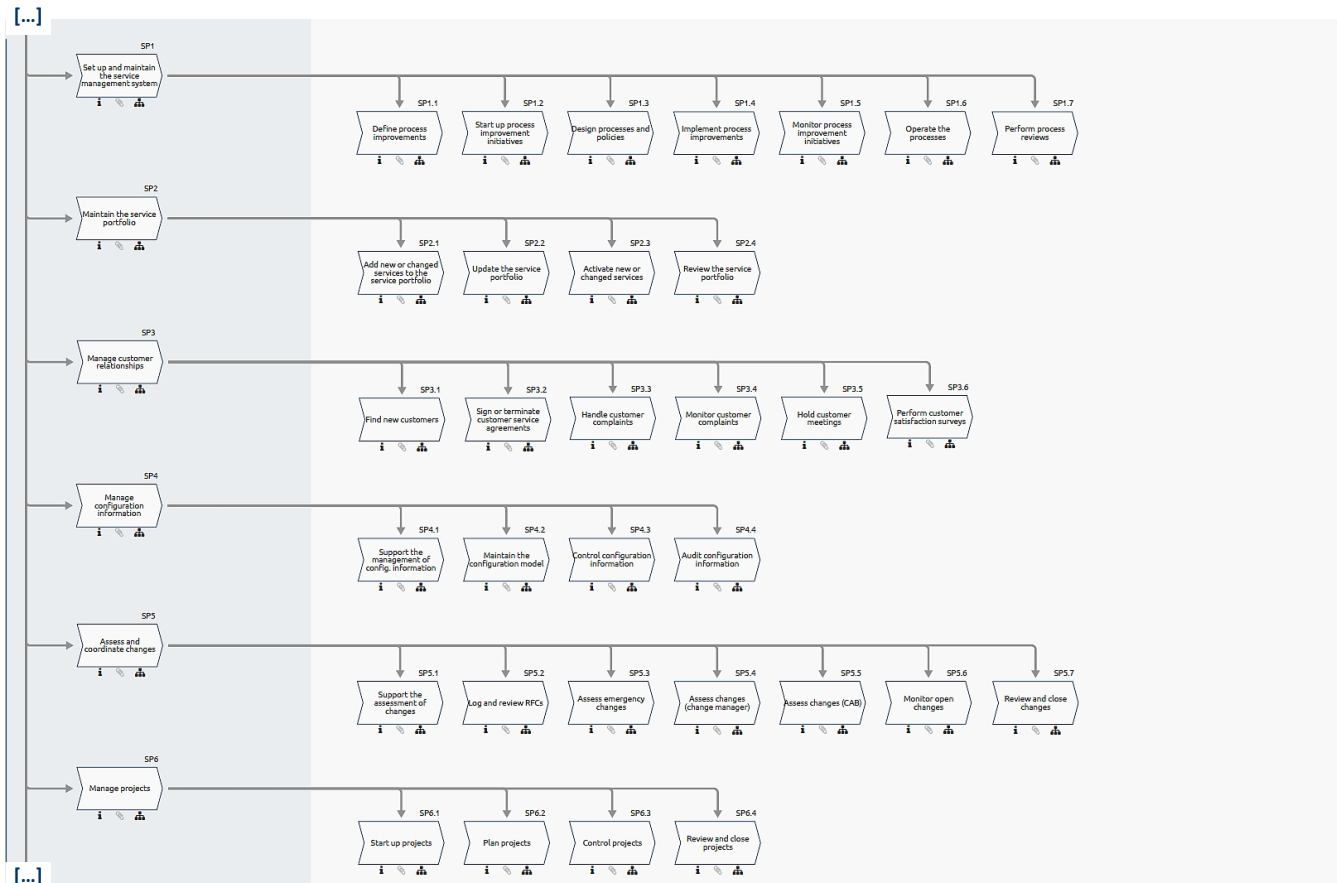 [...]
SP1
Set up and maintain
the service
management system
SP1.1
Define process
improvements
SP1.2
Start up process
improvement
initiatives
SP1.3
Design processes and
policies
SP1.4
Implement process
improvements
SP1.5
Monitor process
improvement
initiatives
SP1.6
Operate the
processes
SP1.7
Perform process
reviews
SP2
Maintain the service
portfolio
SP2.1
Add new or changed
services to the
service portfolio
SP2.2
Update the service
portfolio
SP2.3
Activate new or
changed services
SP2.4
Review the service
portfolio
SP3
Manage customer
relationships
SP3.1
Find new customers
SP3.2
Sign or terminate
customer service
agreements
SP3.3
Handle customer
complaints
SP3.4
Monitor customer
complaints
SP3.5
Hold customer
meetings
SP3.6
Perform customer
satisfaction surveys
SP4
Manage
configuration
information
SP4.1
Support the
management of
config. information
SP4.2
Maintain the
configuration model
SP4.3
Control configuration
information
SP4.4
Audit configuration
information
SP5
Assess and
coordinate changes
SP5.1
Support the
assessment of
changes
SP5.2
Log and review RFCs
SP5.3
Assess emergency
changes
SP5.4
Assess changes
(change manager)
SP5.5
Assess changes (CAB)
SP5.6
Monitor open
changes
SP5.7
Review and close
changes
SP6
Manage projects
SP6.1
Start up projects
SP6.2
Plan projects
SP6.3
Control projects
SP6.4
Review and close
projects
[...]